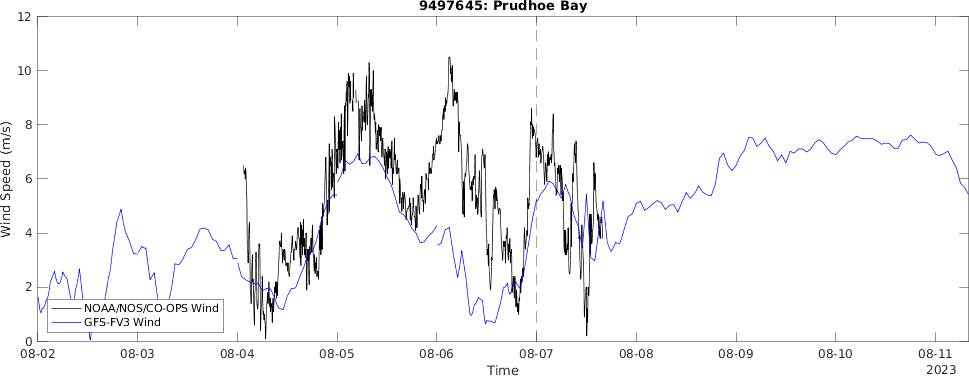 9497645: Prudhoe Bay
Wind Speed (m/s)
12
10
8
6
4
2
0
NOAA/NOS/CO-OPS Wind
GFS-FV3 Wind
08-02 08-03 08-04 08-05 08-06 08-07 08-08 08-09 08-10 08-11
Time
2023